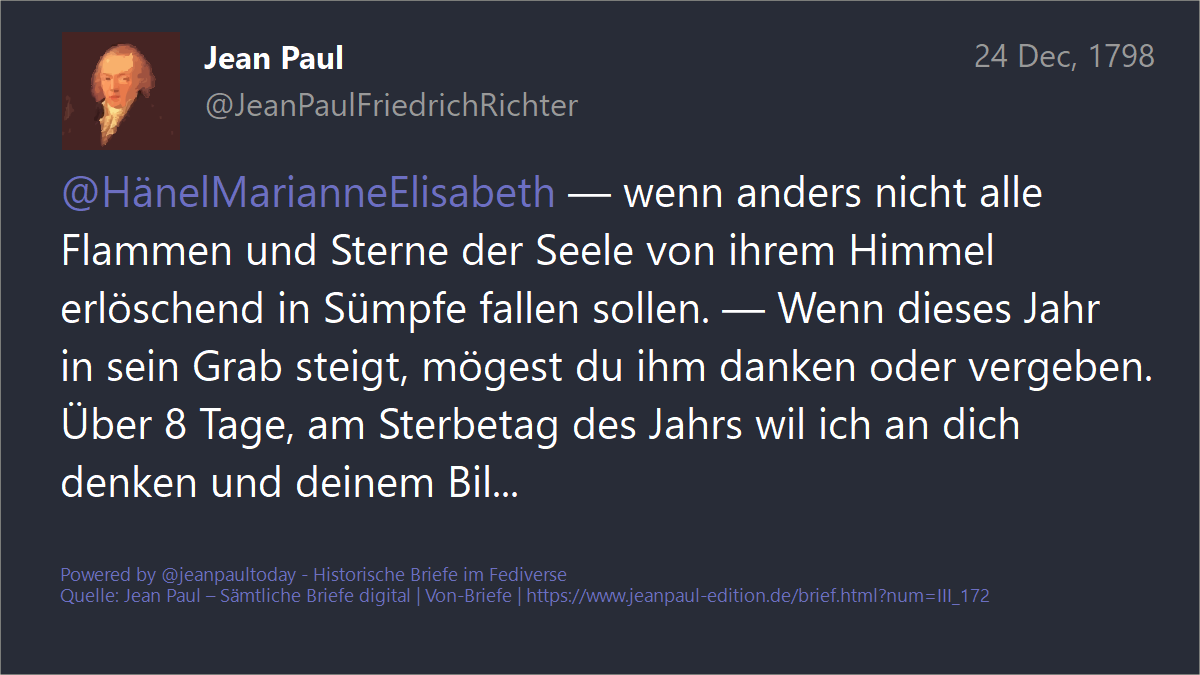 Jean Paul
24 Dec, 1798
@JeanPaulFriedrichRichter
@HänelMarianneElisabeth — wenn anders nicht alle
Flammen und Sterne der Seele von ihrem Himmel
erlöschend in Sümpfe fallen sollen. — Wenn dieses Jahr
in sein Grab steigt, mögest du ihm danken oder vergeben.
Über 8 Tage, am Sterbetag des Jahrs wil ich an dich
denken und deinem Bil...
Powered by @jeanpaultoday - Historische Briefe im Fediverse
Quelle: Jean Paul – Sämtliche Briefe digital | Von-Briefe | https://www.jeanpaul-edition.de/brief.html?num=III_172